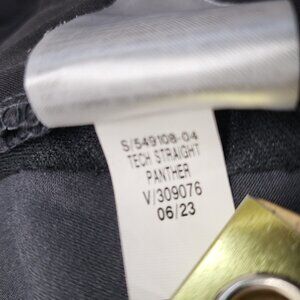 S/549108-04
TECH STRAIGHT
PANTHER
V/309076
06/23